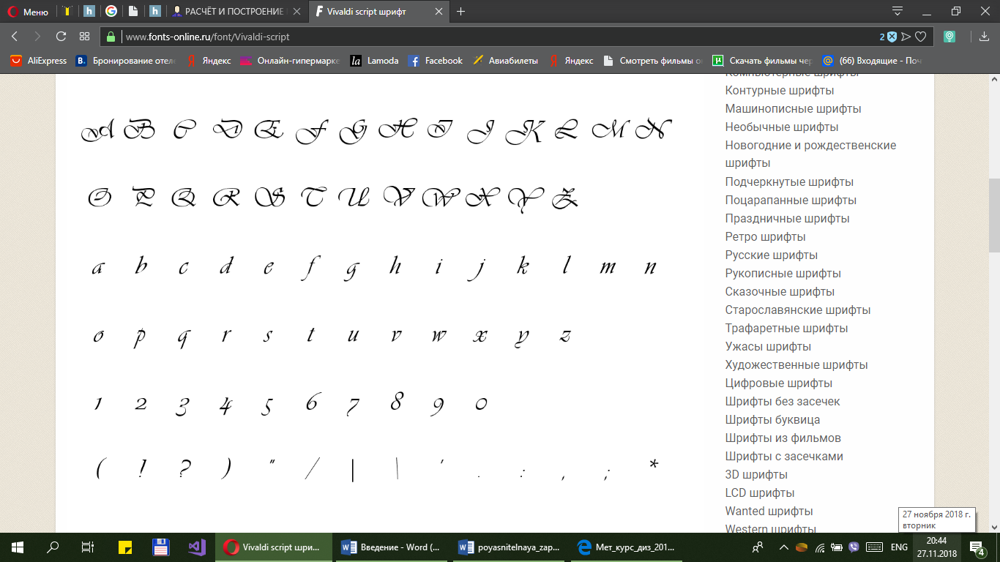 Меню
РАСЧЁТ И ПОСТРОЕНИЕ
Vivaldi script шрифт
www.fonts-online.ru/font/Vivaldi-script
2
AliExpress
Бронирование отеле
Яндекс
Онлайн-гипермарке
Lamoda
Facebook
Авиабилеты
Яндекс
Смотреть фильмы о
Скачать фильмы чер
(66) Входящие - Поч
A B C D E F G H I J K L M N
O P Q R S T U V W X Y Z
a b c d e f g h i j k l m n
o p q r s t u v w x y z
1 2 3 4 5 6 7 8 9 0
( ! ? ) " / | \ ' . : , ; *
Компьютерные шрифты
Контурные шрифты
Машинописные шрифты
Необычные шрифты
Новогодние и рождественские
шрифты
Подчеркнутые шрифты
Поцарапанные шрифты
Праздничные шрифты
Ретро шрифты
Русские шрифты
Рукописные шрифты
Сказочные шрифты
Старославянские шрифты
Трафаретные шрифты
Ужасы шрифты
Художественные шрифты
Цифровые шрифты
Шрифты без засечек
Шрифты буквица
Шрифты из фильмов
Шрифты с засечками
3D шрифты
LCD шрифты
Wanted шрифты
Western шрифты
27 ноября 2018 г.
вторник
Vivaldi script шри...
Введение - Word (...
poyasnitelnaya_zap...
Мет_курс_диз_201...
ENG
20:44
27.11.2018
4